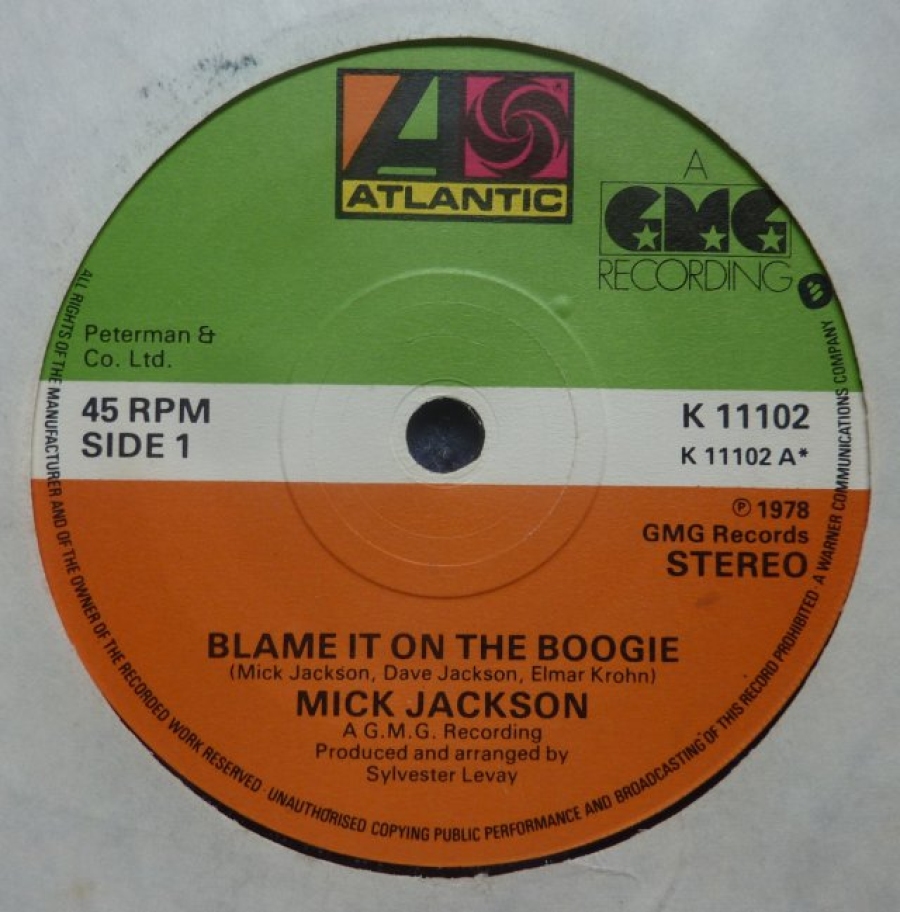 ATLANTIC
A
GMG
RECORDING
Peterman &
Co. Ltd.
45 RPM
SIDE 1
K 11102
K 11102 A*
℗ 1978
GMG Records
STEREO
BLAME IT ON THE BOOGIE
(Mick Jackson, Dave Jackson, Elmar Krohn)
MICK JACKSON
A G.M.G. Recording
Produced and arranged by
Sylvester Levay
ALL RIGHTS OF THE MANUFACTURER AND OF THE OWNER OF THE RECORDED WORK RESERVED · UNAUTHORISED COPYING PUBLIC PERFORMANCE AND BROADCASTING OF THIS RECORD PROHIBITED · A WARNER COMMUNICATIONS COMPANY